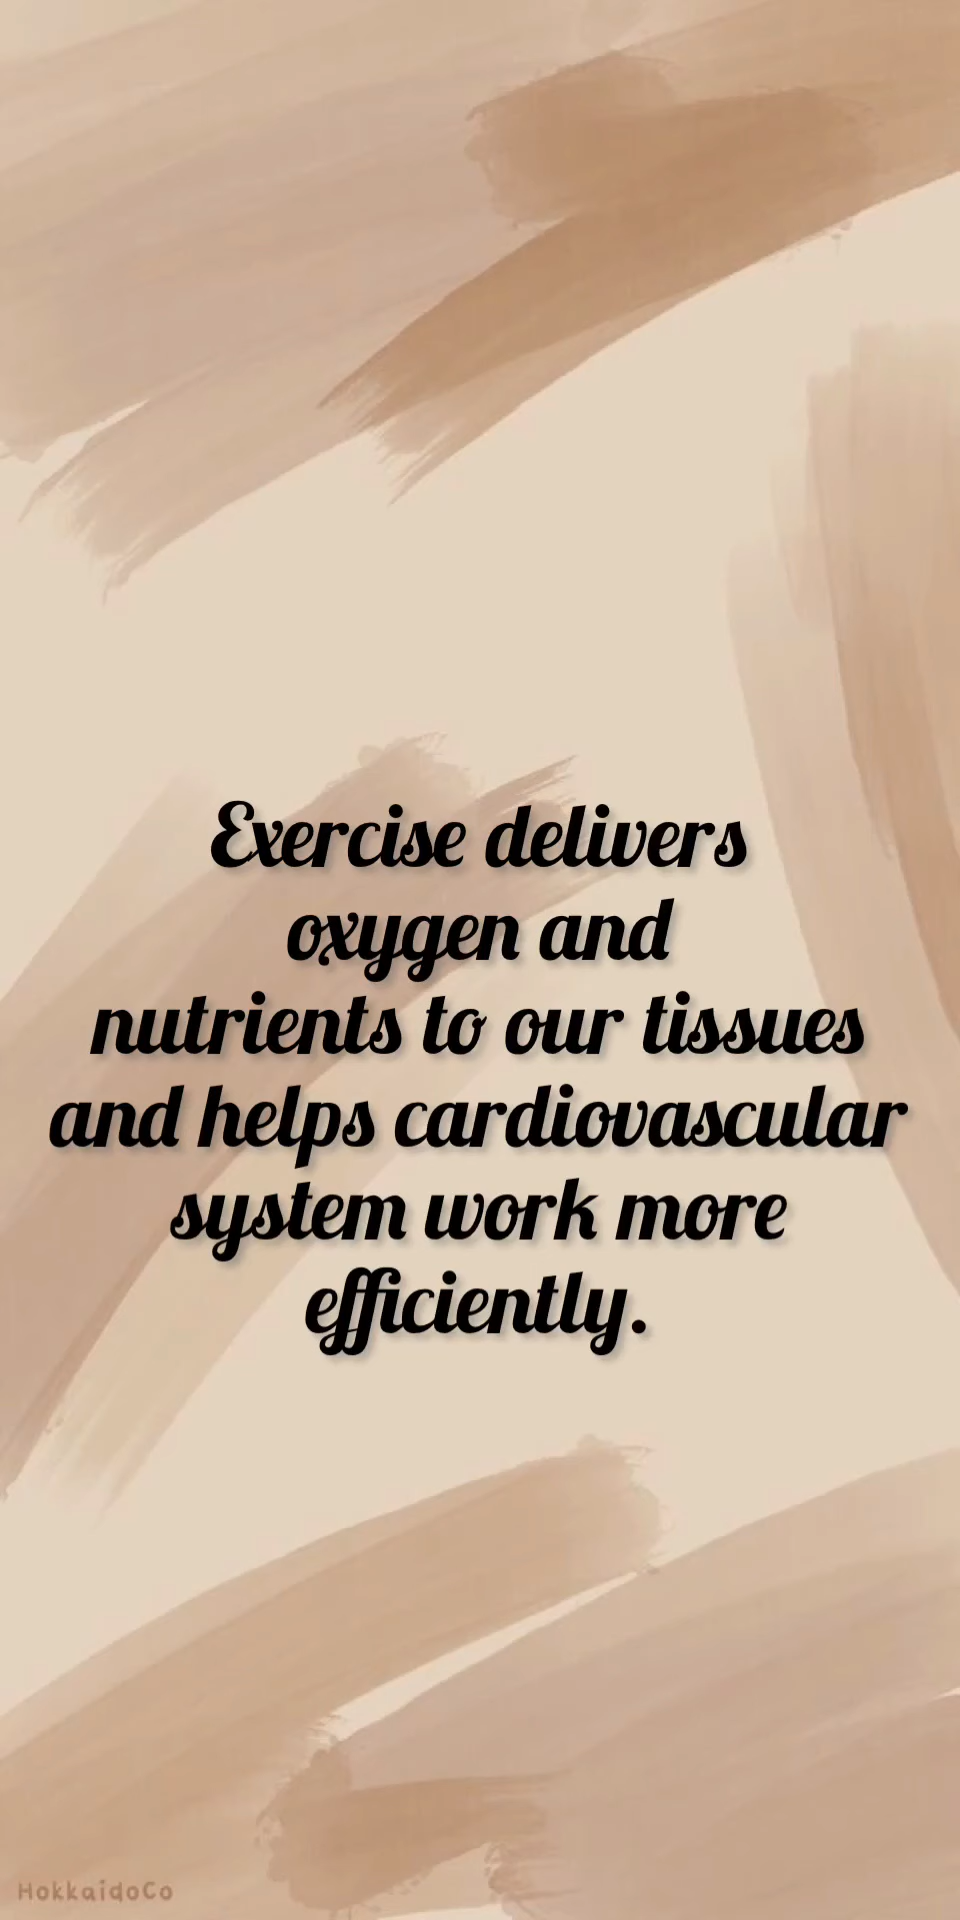 Exercise delivers
oxygen and
nutrients to our tissues
and helps cardiovascular
system work more
efficiently.
HokkaidoCo